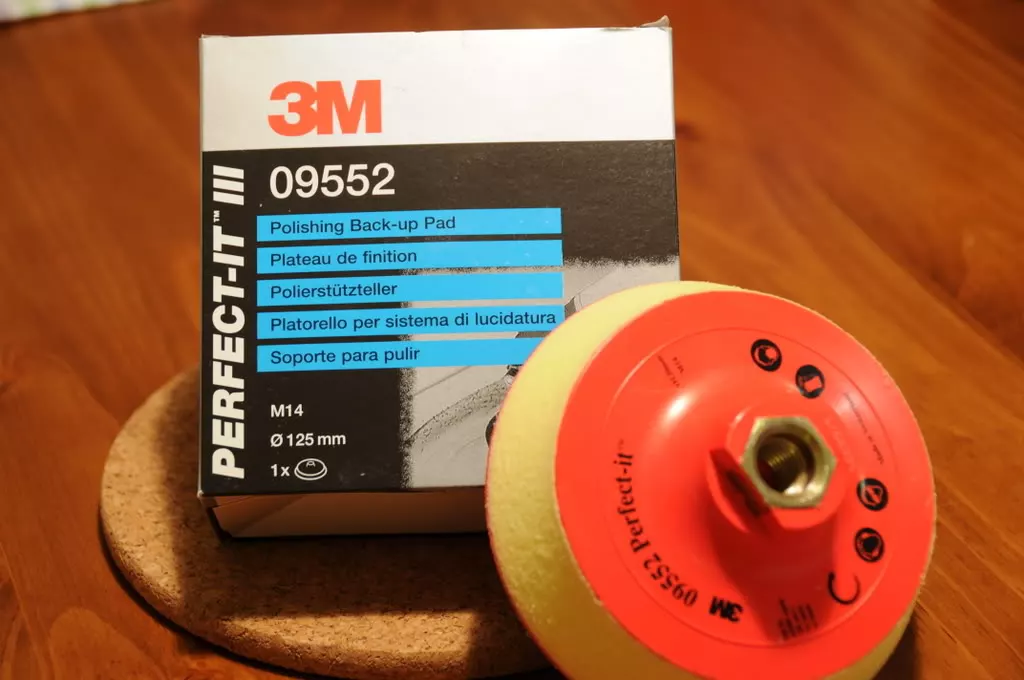 3M
PERFECT-IT™ III
09552
Polishing Back-up Pad
Plateau de finition
Polierstützteller
Platorello per sistema di lucidatura
Soporte para pulir
M14
Ø 125 mm
1x
3M 09552 Perfect-it™